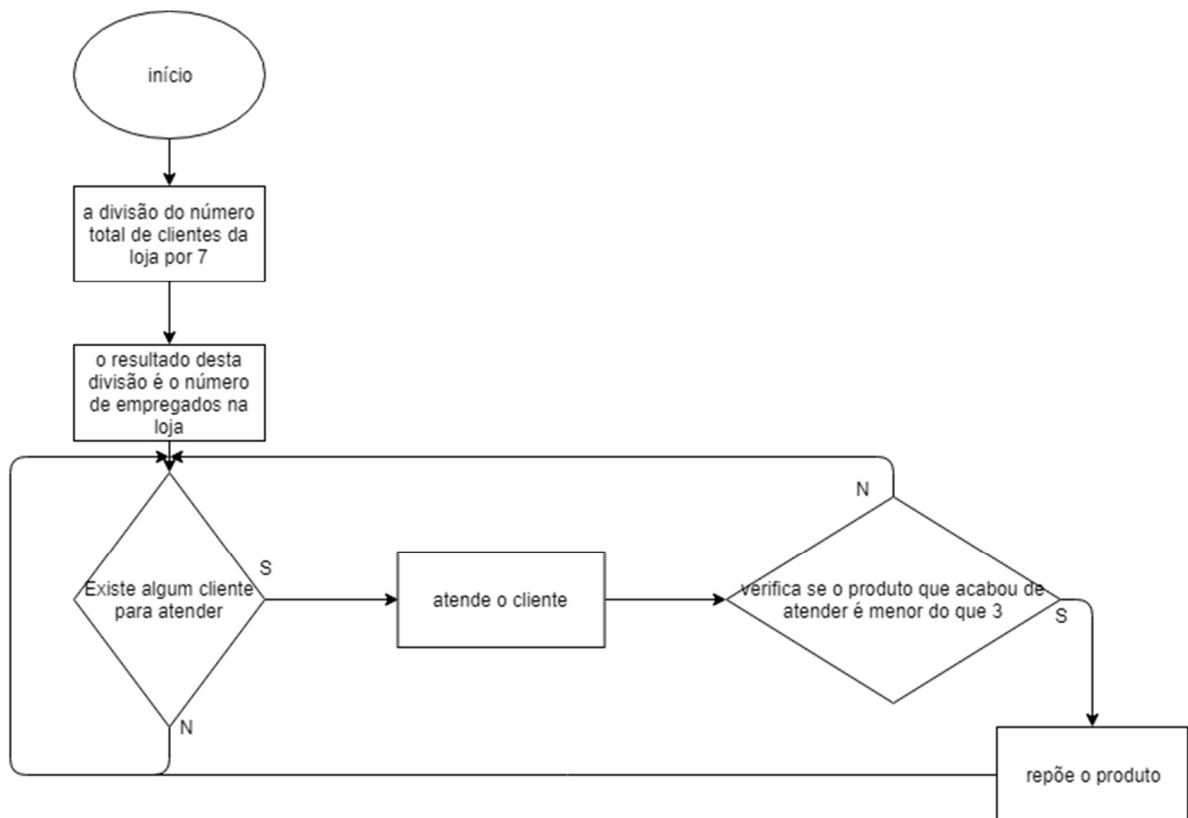 início
a divisão do número
total de clientes da
loja por 7
o resultado desta
divisão é o número
de empregados na
loja
Existe algum cliente
para atender
S
N
atende o cliente
verifica se o produto que acabou de
atender é menor do que 3
N
S
repõe o produto